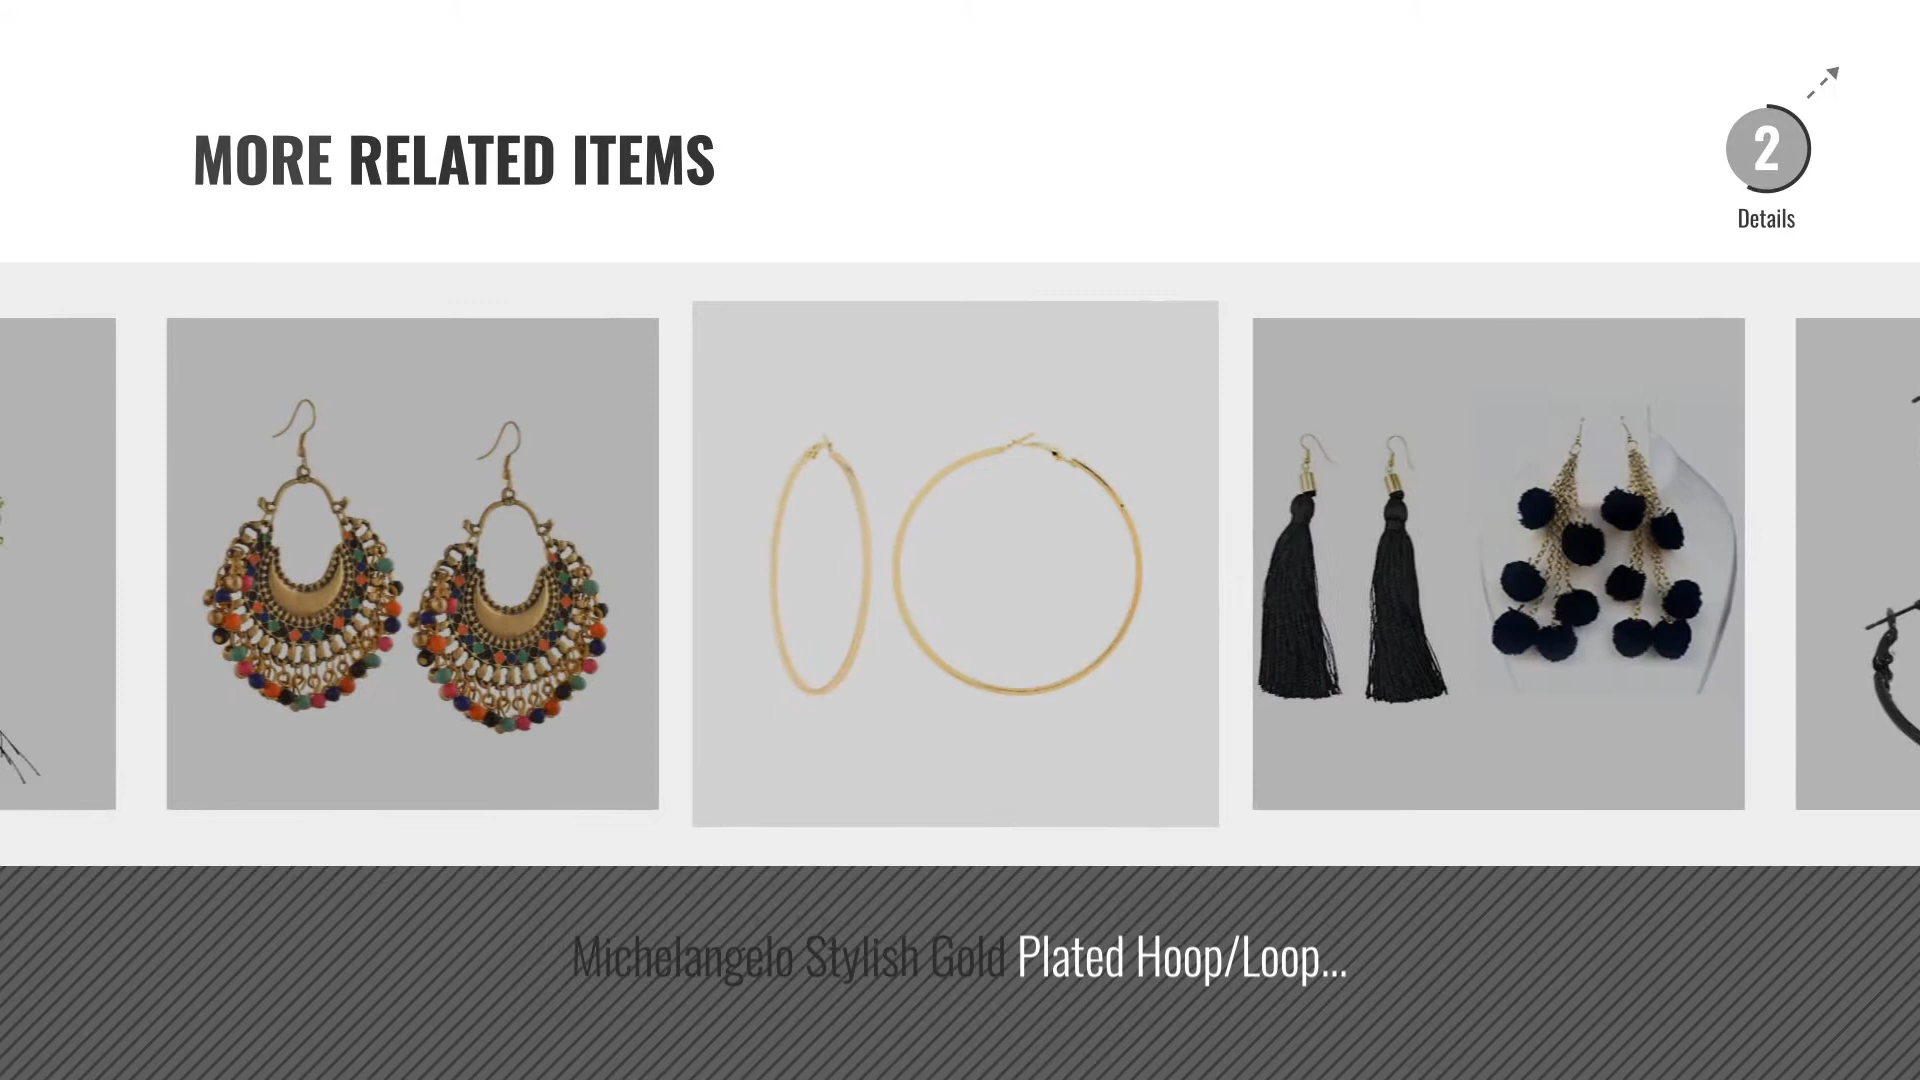 MORE RELATED ITEMS
2
Details
Michelangelo Stylish Gold Plated Hoop/Loop...